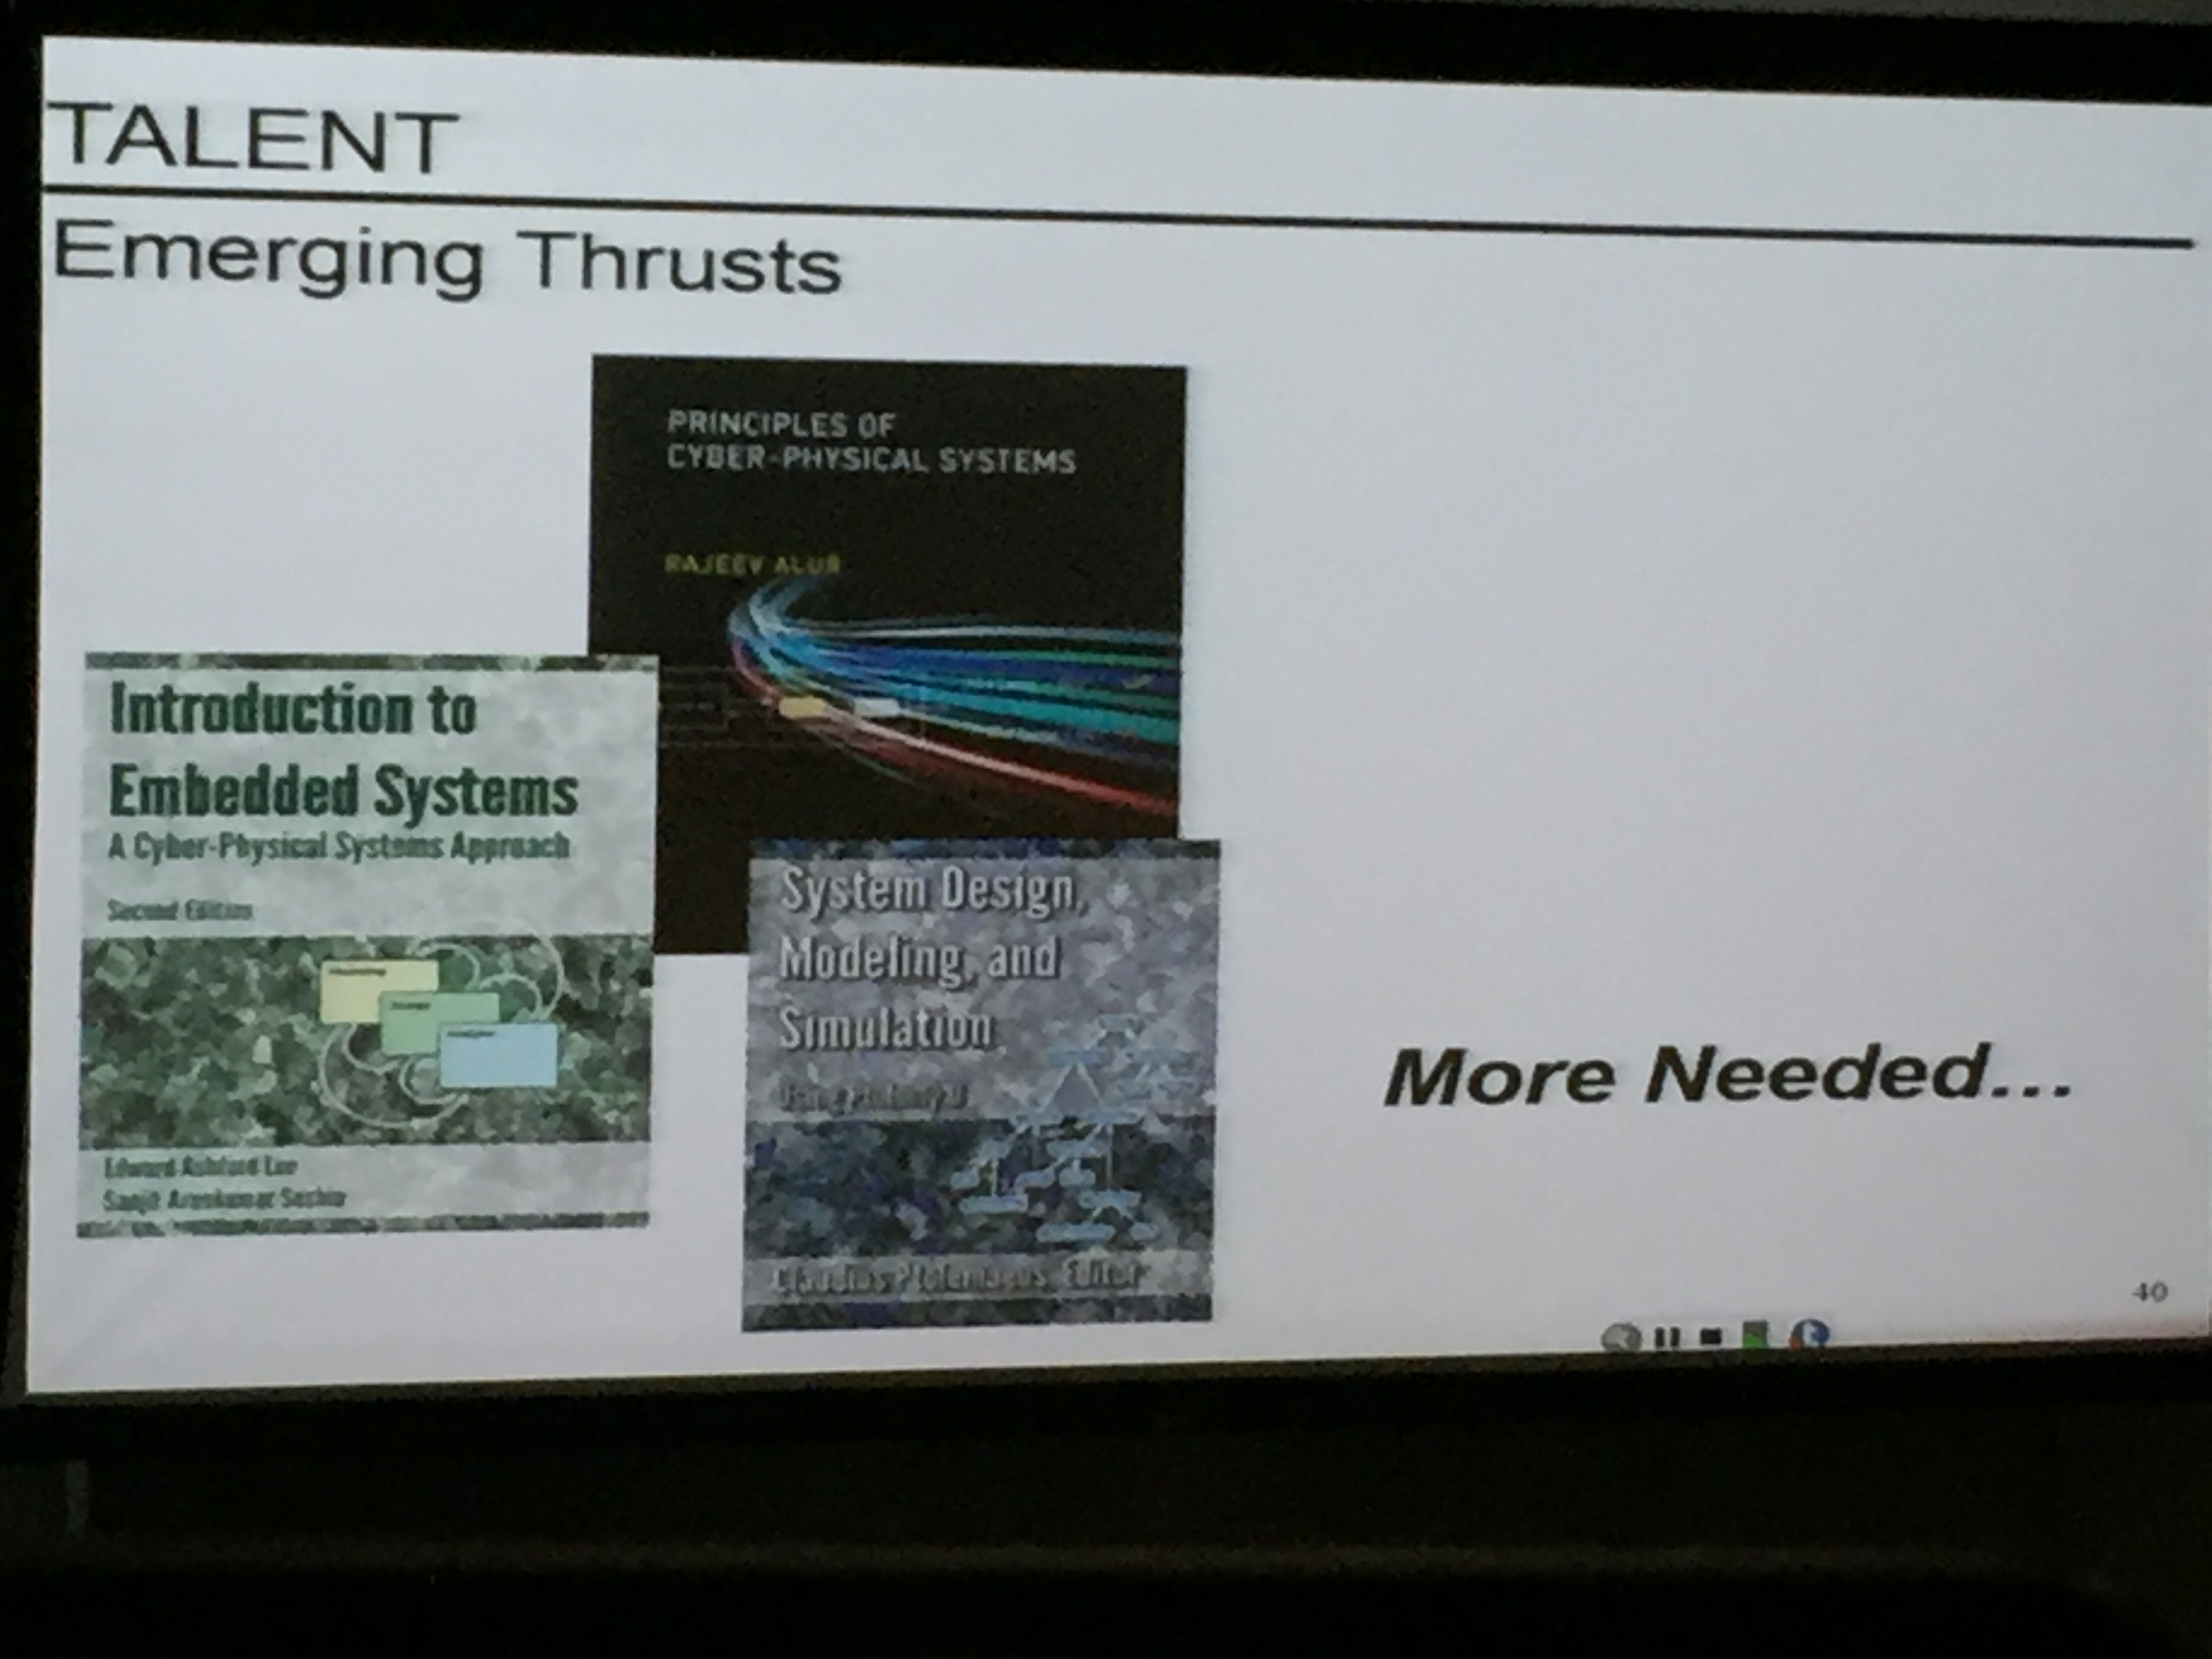 TALENT
Emerging Thrusts
PRINCIPLES OF
CYBER-PHYSICAL SYSTEMS
RAJEEV ALUR
Introduction to
Embedded Systems
A Cyber-Physical Systems Approach
Second Edition
Edward Ashford Lee
Sanjit Arunkumar Seshia
System Design,
Modeling, and
Simulation
Using Ptolemy II
Claudius Ptolemaeus, Editor
More Needed...
40